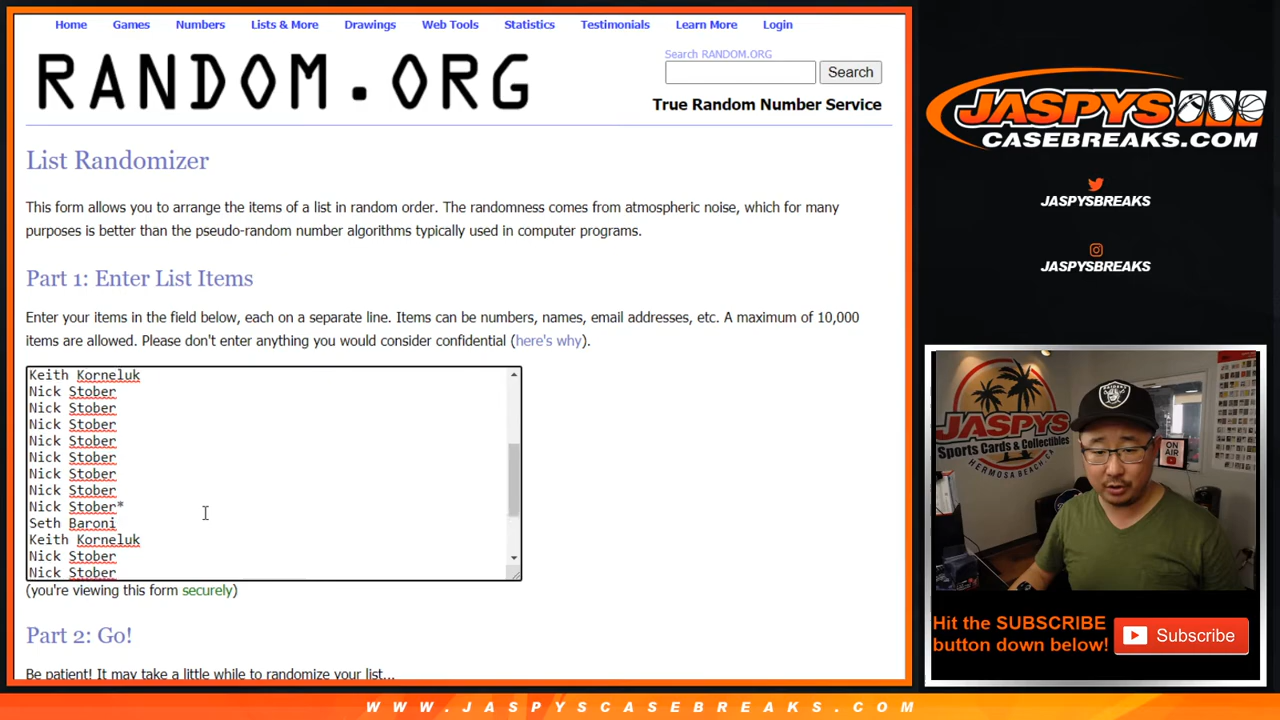 Home Games Numbers Lists & More Drawings Web Tools Statistics Testimonials Learn More Login
RANDOM.ORG
Search RANDOM.ORG
Search
True Random Number Service
List Randomizer
This form allows you to arrange the items of a list in random order. The randomness comes from atmospheric noise, which for many
purposes is better than the pseudo-random number algorithms typically used in computer programs.
Part 1: Enter List Items
Enter your items in the field below, each on a separate line. Items can be numbers, names, email addresses, etc. A maximum of 10,000
items are allowed. Please don't enter anything you would consider confidential (here's why).
Keith Korneluk
Nick Stober
Nick Stober
Nick Stober
Nick Stober
Nick Stober
Nick Stober
Nick Stober
Nick Stober*
Seth Baroni
Keith Korneluk
Nick Stober
Nick Stober
(you're viewing this form securely)
Part 2: Go!
Be patient! It may take a little while to randomize your list...
JASPYS
CASEBREAKS.COM
JASPYSBREAKS
JASPYSBREAKS
JASPYS
Sports Cards & Collectibles
HERMOSA BEACH, CA
RAIDERS
ON AIR
Hit the SUBSCRIBE
button down below!
Subscribe
WWW.JASPYSCASEBREAKS.COM